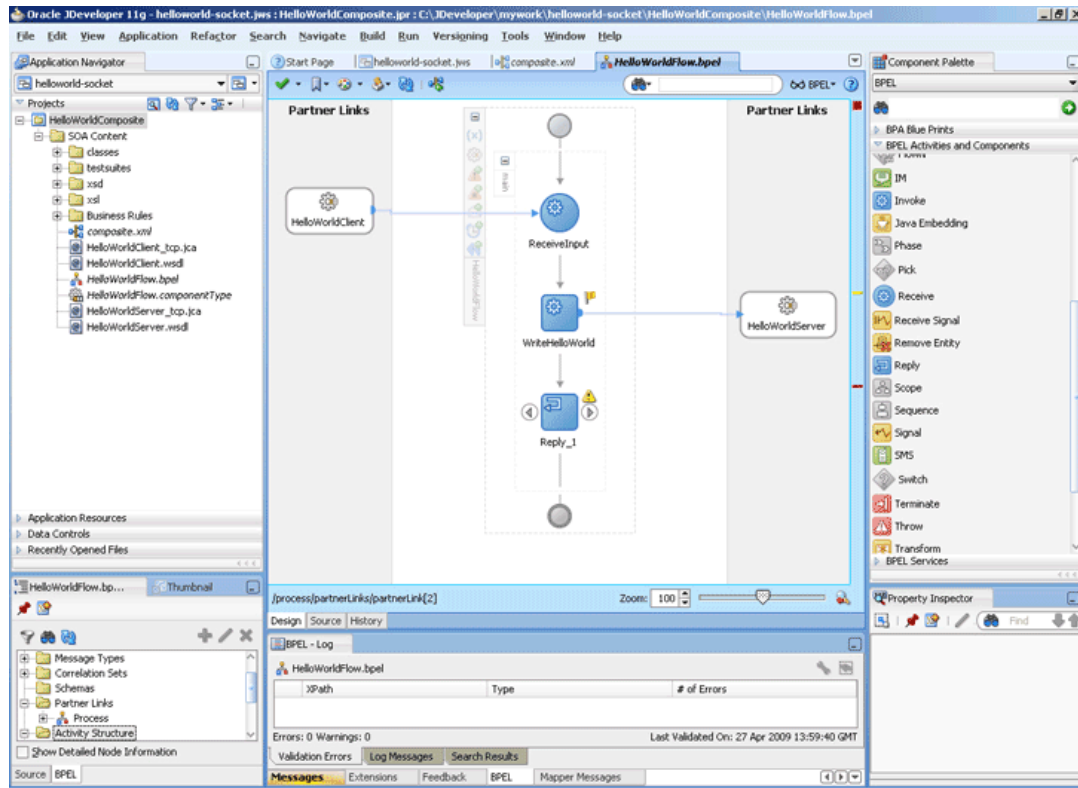 Oracle JDeveloper 11g - helloworld-socket.jws : HelloWorldComposite.jpr : C:\JDeveloper\mywork\helloworld-socket\HelloWorldComposite\HelloWorldFlow.bpel
File Edit View Application Refactor Search Navigate Build Run Versigning Tools Window Help
Application Navigator
helloworld-socket
Projects
HelloWorldComposite
SOA Content
classes
testsuites
xsd
xsl
Business Rules
composite.xml
HelloWorldClient_tcp.jca
HelloWorldClient.wsdl
HelloWorldFlow.bpel
HelloWorldFlow.componentType
HelloWorldServer_tcp.jca
HelloWorldServer.wsdl
Application Resources
Data Controls
Recently Opened Files
HelloWorldFlow.bp...
Thumbnail
Message Types
Correlation Sets
Schemas
Partner Links
Process
Activity Structure
Show Detailed Node Information
Source BPEL
Start Page
helloworld-socket.jws
composite.xml
HelloWorldFlow.bpel
BPEL
Partner Links
Partner Links
main
HelloWorldClient
ReceiveInput
HelloWorldFlow
HelloWorldServer
WriteHelloWorld
Reply_1
/process/partnerLinks/partnerLink[2]
Zoom: 100
Design Source History
BPEL - Log
HelloWorldFlow.bpel
XPath Type # of Errors
Errors: 0 Warnings: 0
Last Validated On: 27 Apr 2009 13:59:40 GMT
Validation Errors Log Messages Search Results
Messages Extensions Feedback BPEL Mapper Messages
Component Palette
BPEL
BPA Blue Prints
BPEL Activities and Components
IM
Invoke
Java Embedding
Phase
Pick
Receive
Receive Signal
Remove Entity
Reply
Scope
Sequence
Signal
SMS
Switch
Terminate
Throw
Transform
BPEL Services
Property Inspector
Find